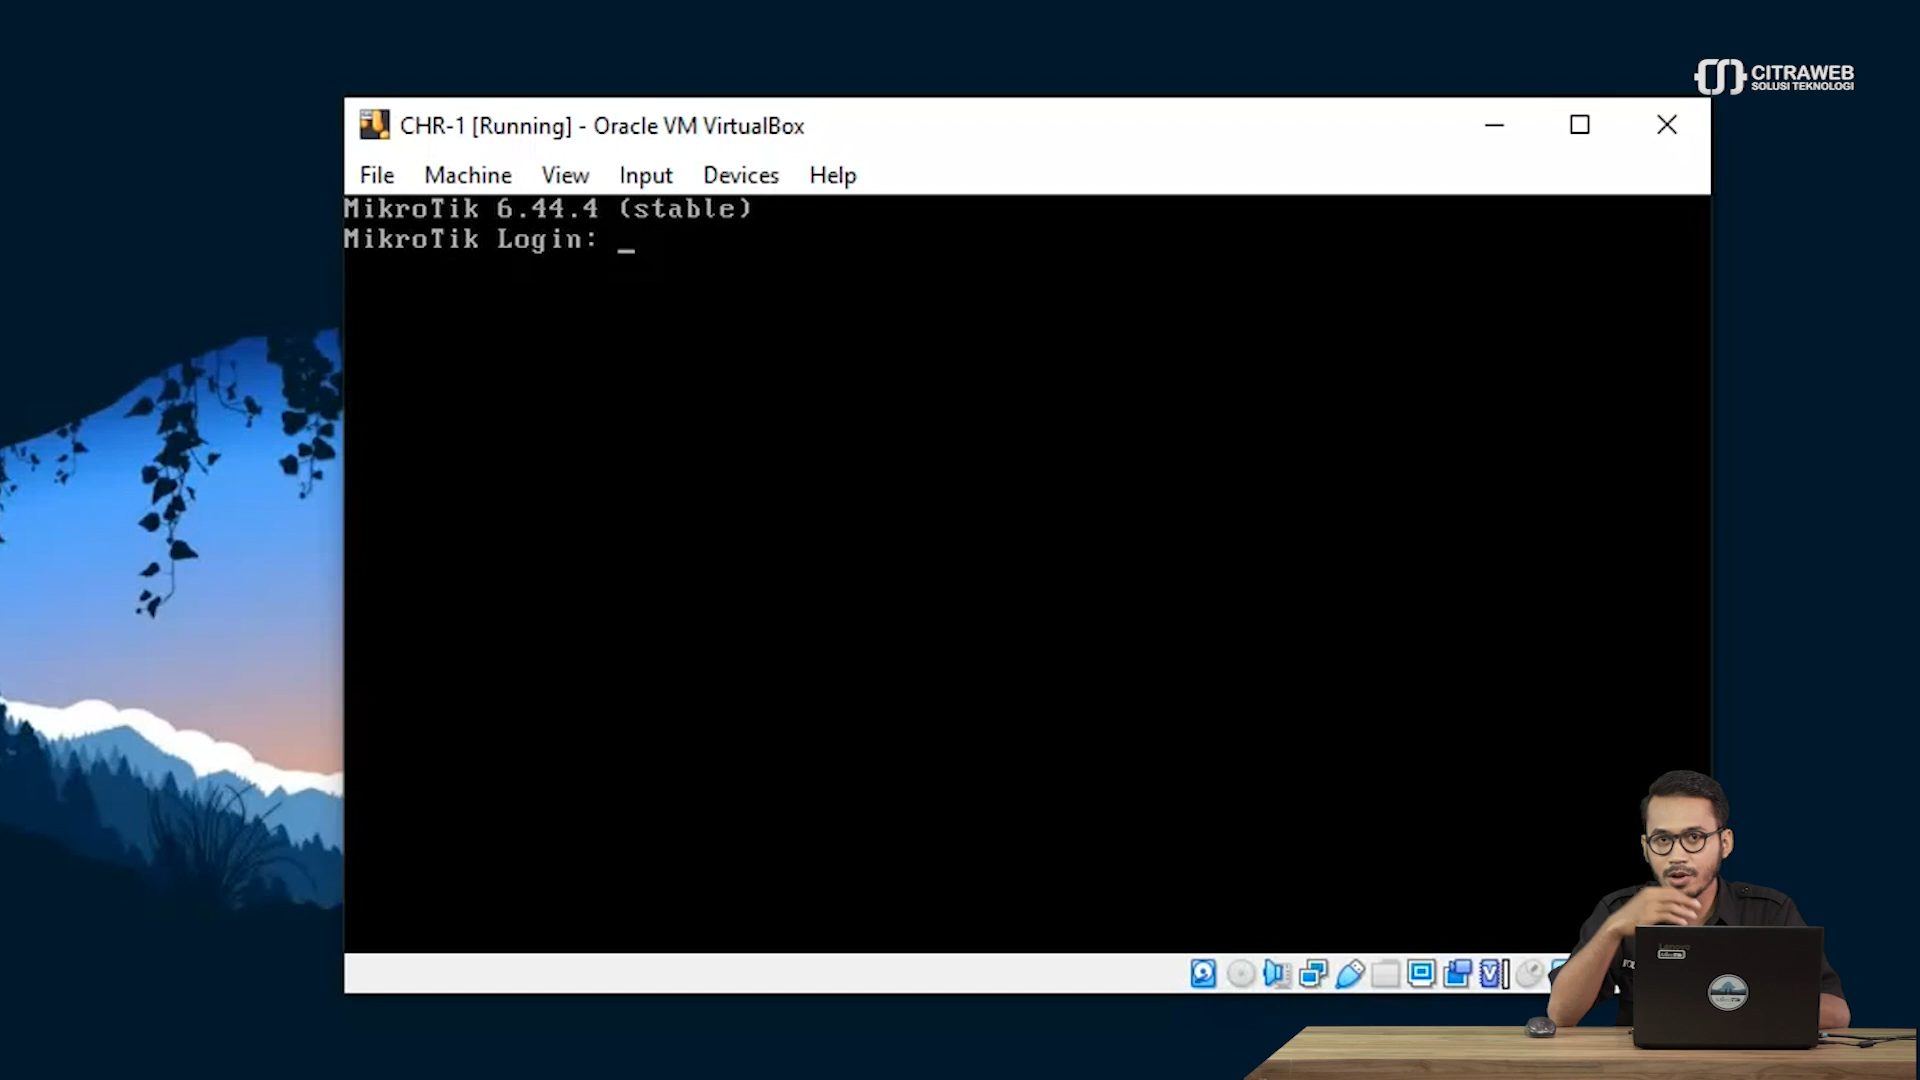 CITRAWEB
SOLUSI TEKNOLOGI
CHR-1 [Running] - Oracle VM VirtualBox
File Machine View Input Devices Help
MikroTik 6.44.4 (stable)
MikroTik Login: _
Lenovo